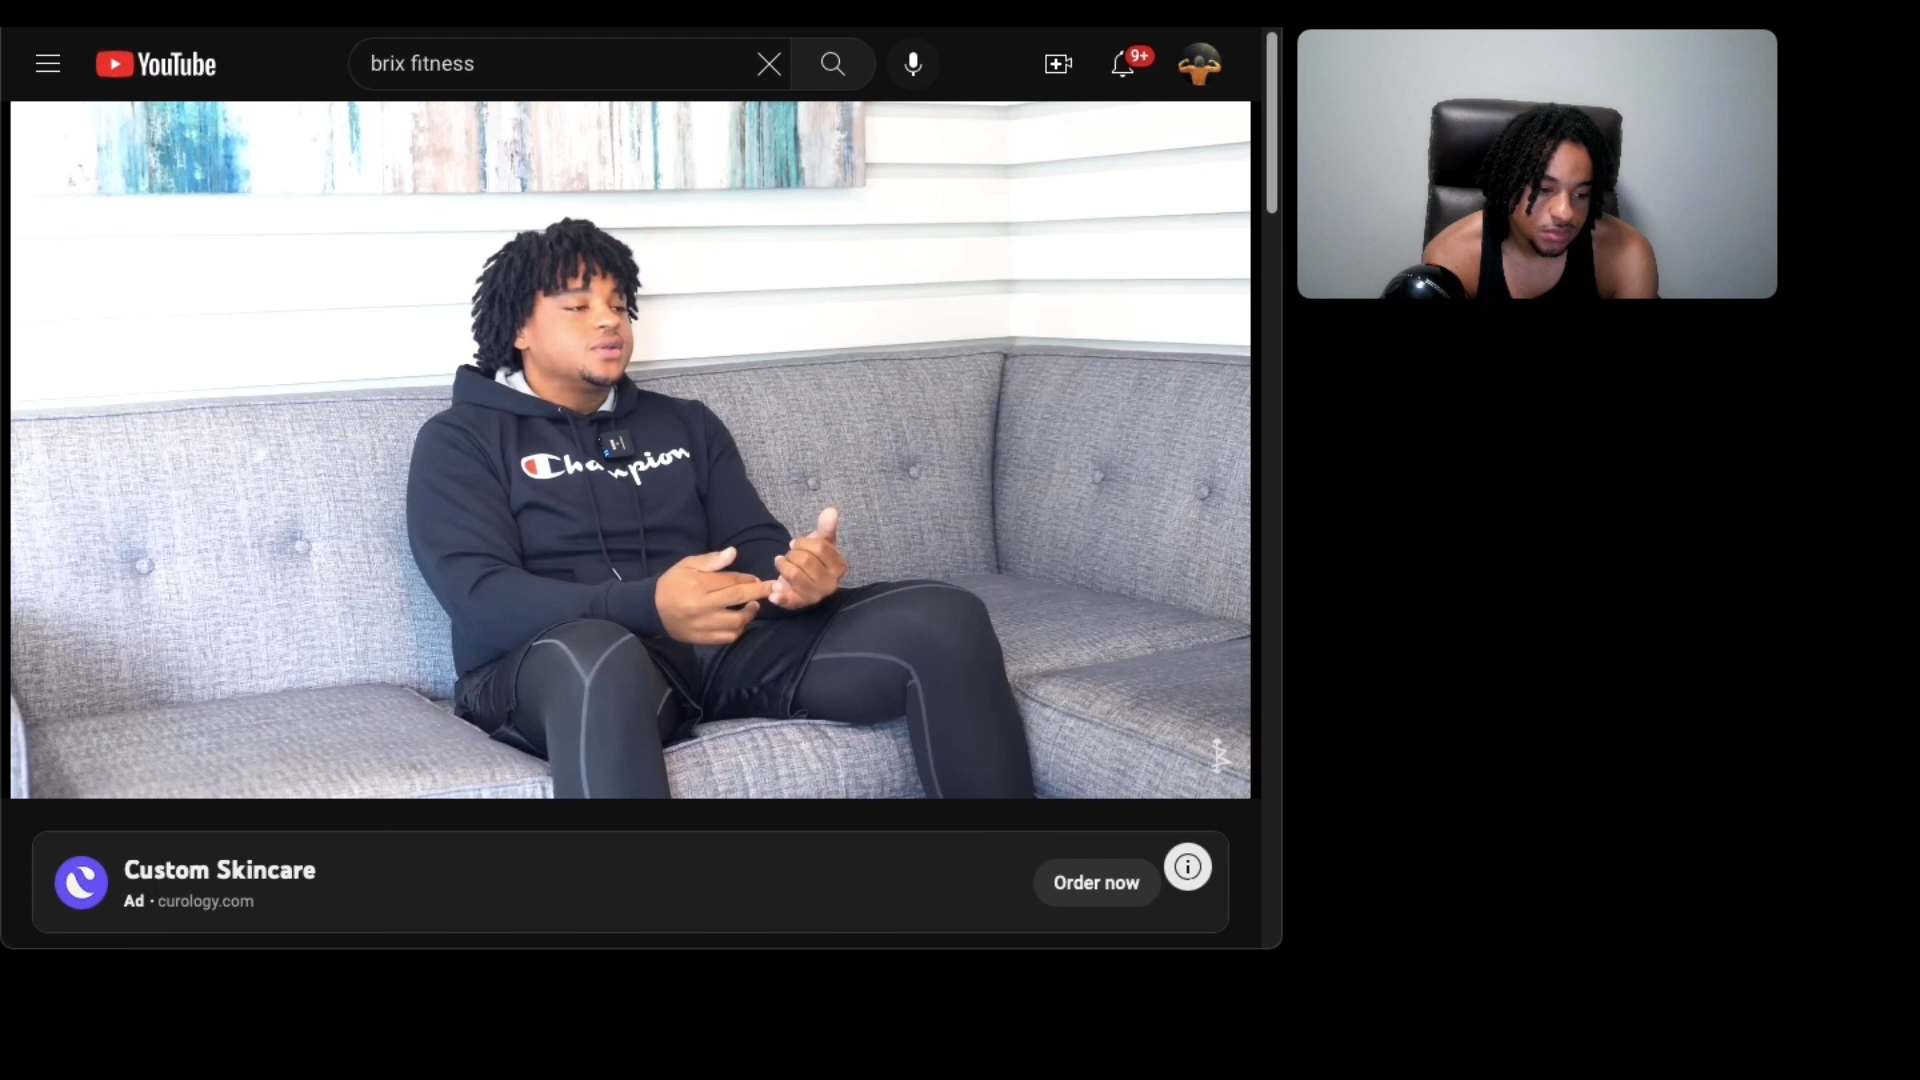 YouTube
brix fitness
9+
Champion
Custom Skincare
Ad · curology.com
Order now